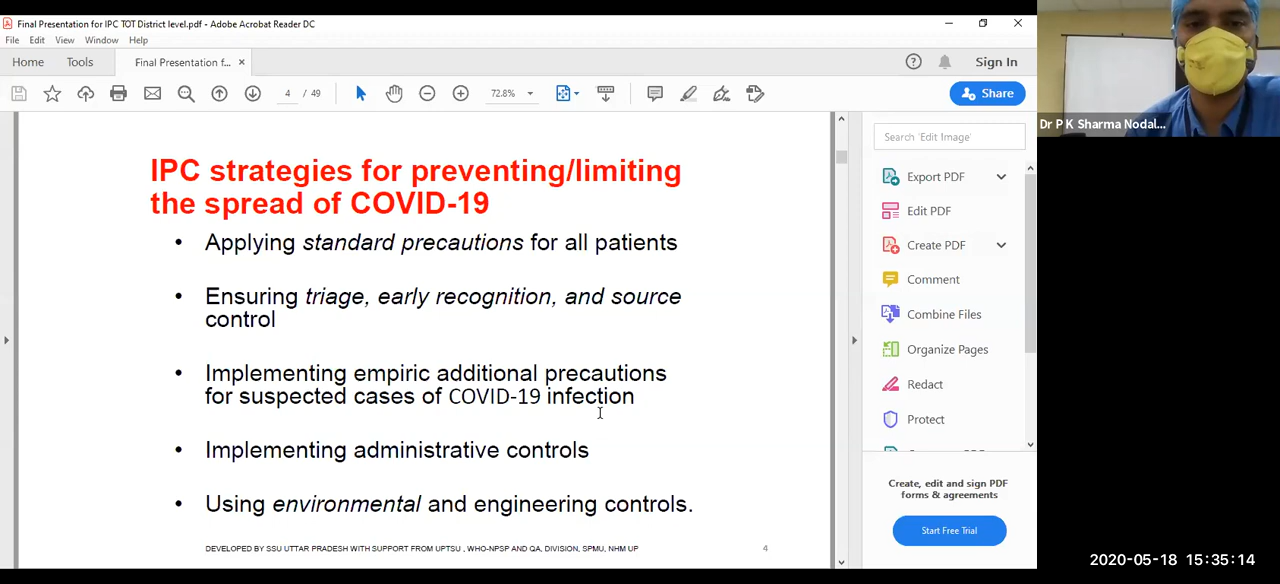 Final Presentation for IPC TOT District level.pdf - Adobe Acrobat Reader DC
File Edit View Window Help
Home Tools Final Presentation f... × Sign In
4 / 49 72.8% Share
IPC strategies for preventing/limiting
the spread of COVID-19
• Applying standard precautions for all patients
• Ensuring triage, early recognition, and source
control
• Implementing empiric additional precautions
for suspected cases of COVID-19 infection
• Implementing administrative controls
• Using environmental and engineering controls.
DEVELOPED BY SSU UTTAR PRADESH WITH SUPPORT FROM UPTSU , WHO-NPSP AND QA, DIVISION, SPMU, NHM UP 4
Search 'Edit Image'
Export PDF
Edit PDF
Create PDF
Comment
Combine Files
Organize Pages
Redact
Protect
Create, edit and sign PDF
forms & agreements
Start Free Trial
Dr P K Sharma Nodal...
2020-05-18 15:35:14